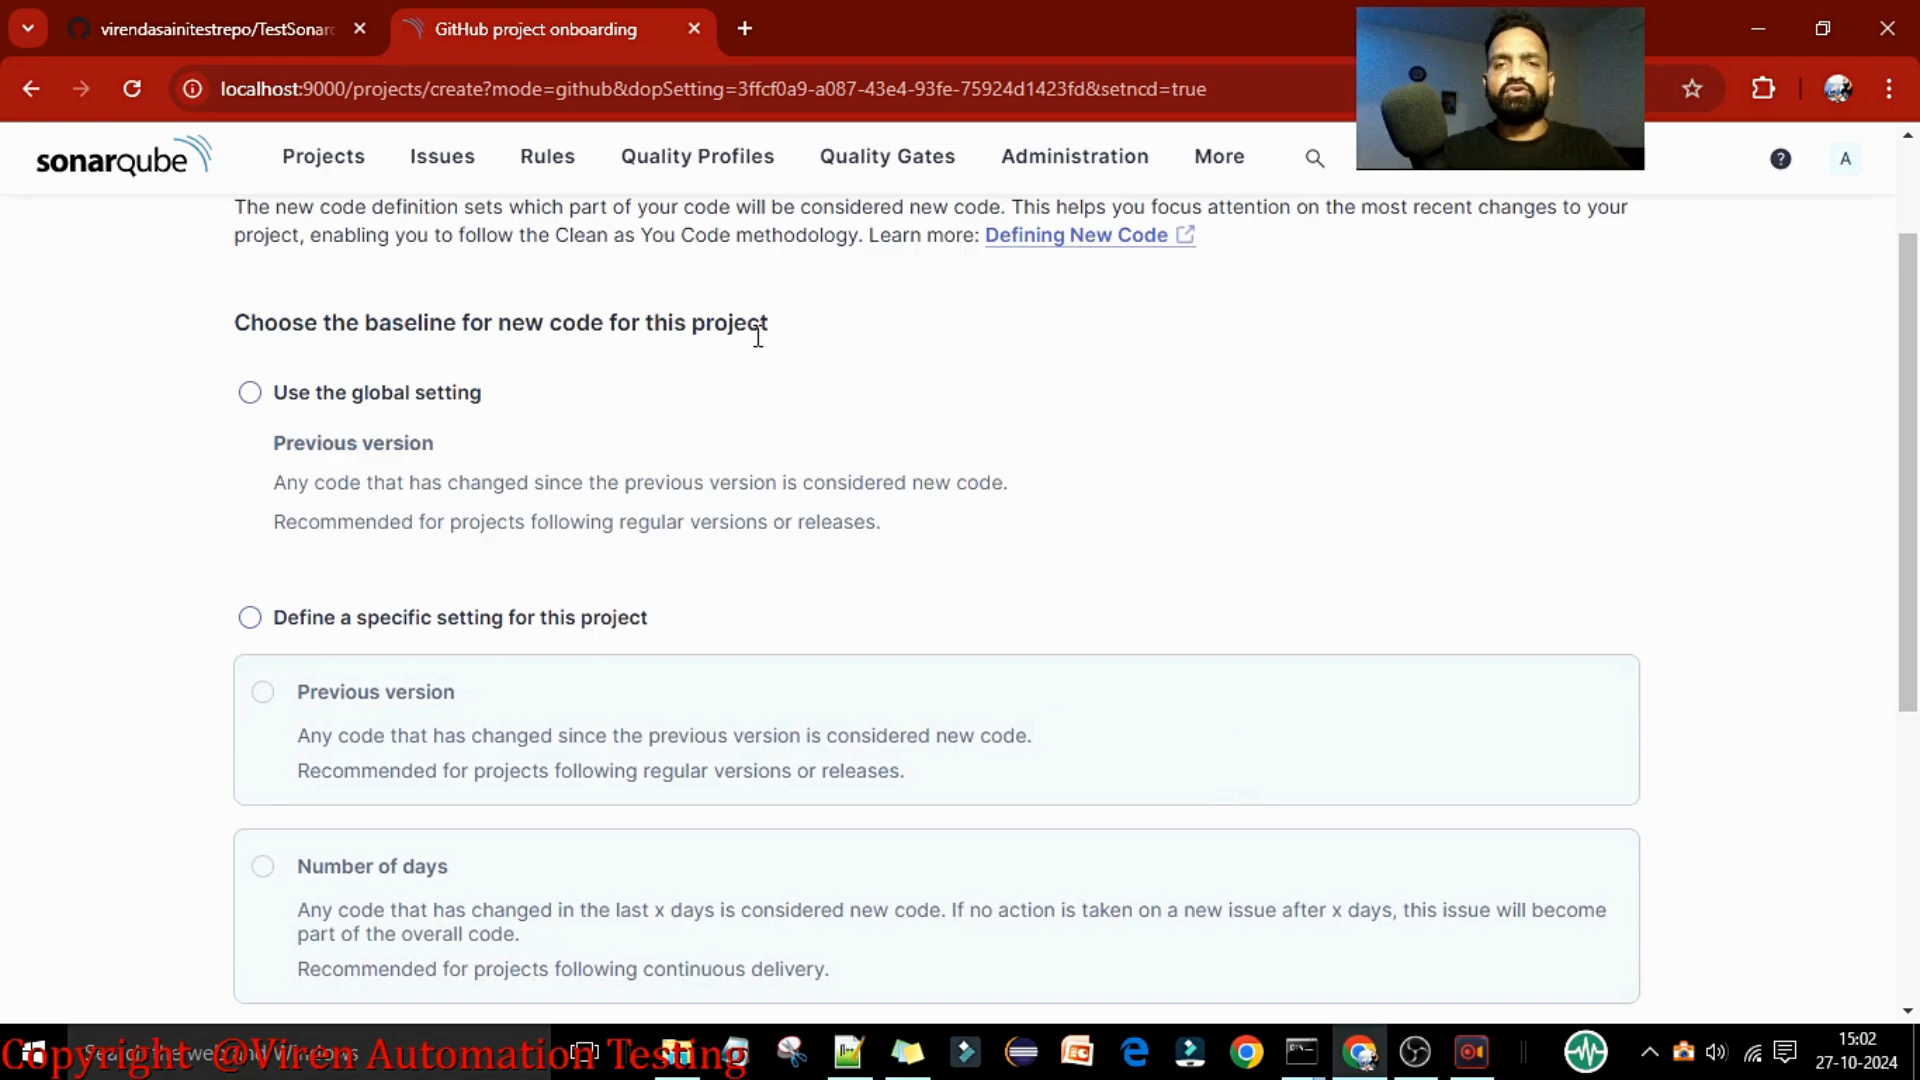 virendasainitestrepo/TestSonar
GitHub project onboarding
localhost:9000/projects/create?mode=github&dopSetting=3ffcf0a9-a087-43e4-93fe-75924d1423fd&setncd=true
sonarqube
Projects
Issues
Rules
Quality Profiles
Quality Gates
Administration
More
A
The new code definition sets which part of your code will be considered new code. This helps you focus attention on the most recent changes to your
project, enabling you to follow the Clean as You Code methodology. Learn more: Defining New Code
Choose the baseline for new code for this project
Use the global setting
Previous version
Any code that has changed since the previous version is considered new code.
Recommended for projects following regular versions or releases.
Define a specific setting for this project
Previous version
Any code that has changed since the previous version is considered new code.
Recommended for projects following regular versions or releases.
Number of days
Any code that has changed in the last x days is considered new code. If no action is taken on a new issue after x days, this issue will become
part of the overall code.
Recommended for projects following continuous delivery.
Search the web and Windows
Copyright @Viren Automation Testing
15:02
27-10-2024